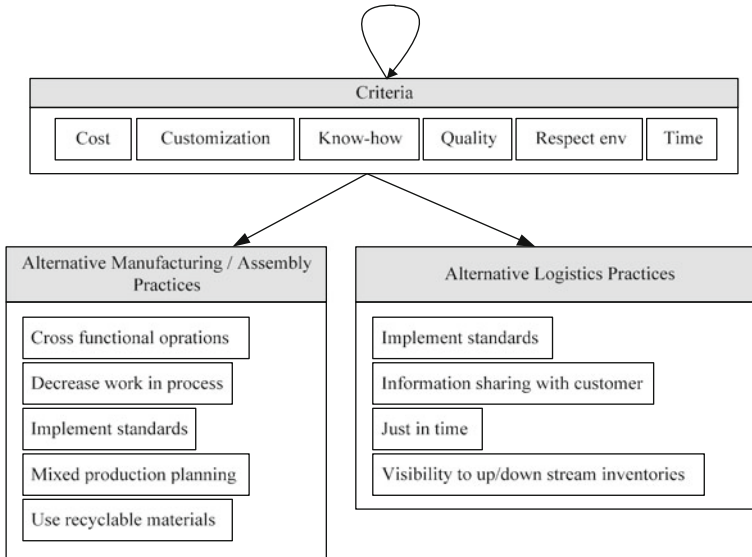 Criteria
Cost Customization Know-how Quality Respect env Time
Alternative Manufacturing / Assembly
Practices
Cross functional oprations
Decrease work in process
Implement standards
Mixed production planning
Use recyclable materials
Alternative Logistics Practices
Implement standards
Information sharing with customer
Just in time
Visibility to up/down stream inventories